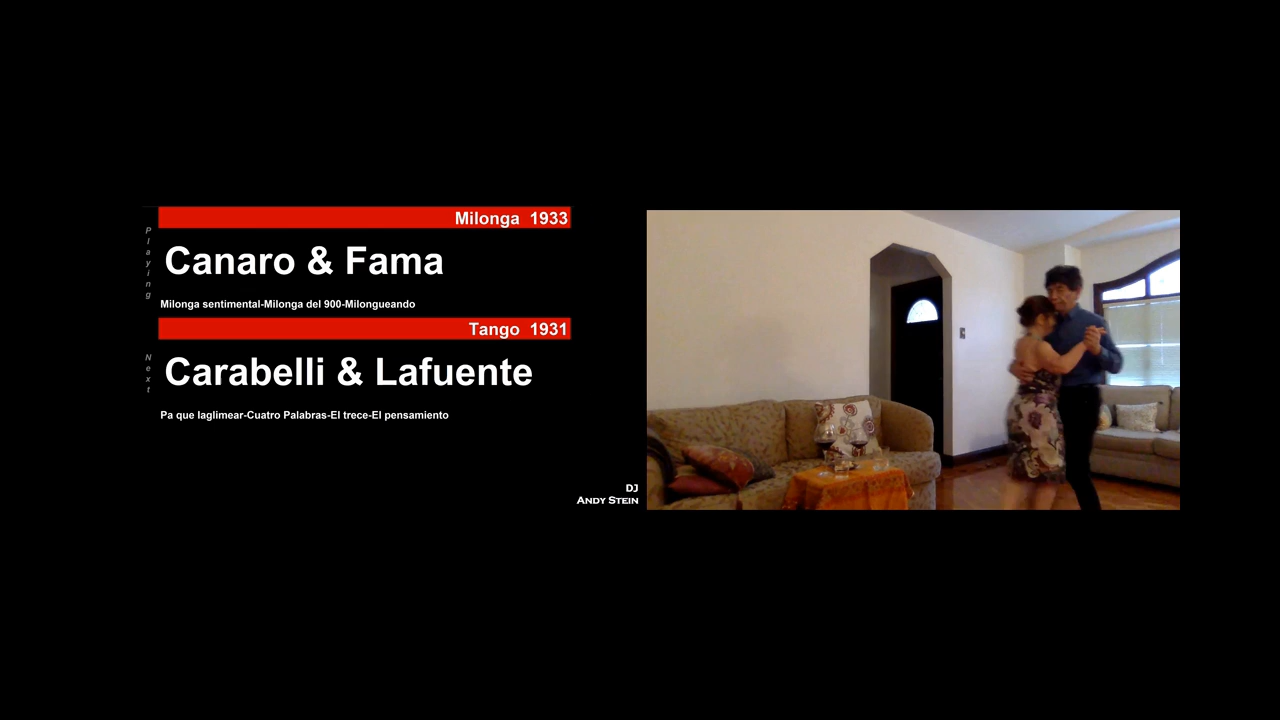 Milonga 1933
Playing
Canaro & Fama
Milonga sentimental-Milonga del 900-Milongueando
Tango 1931
Next
Carabelli & Lafuente
Pa que laglimear-Cuatro Palabras-El trece-El pensamiento
DJ
ANDY STEIN